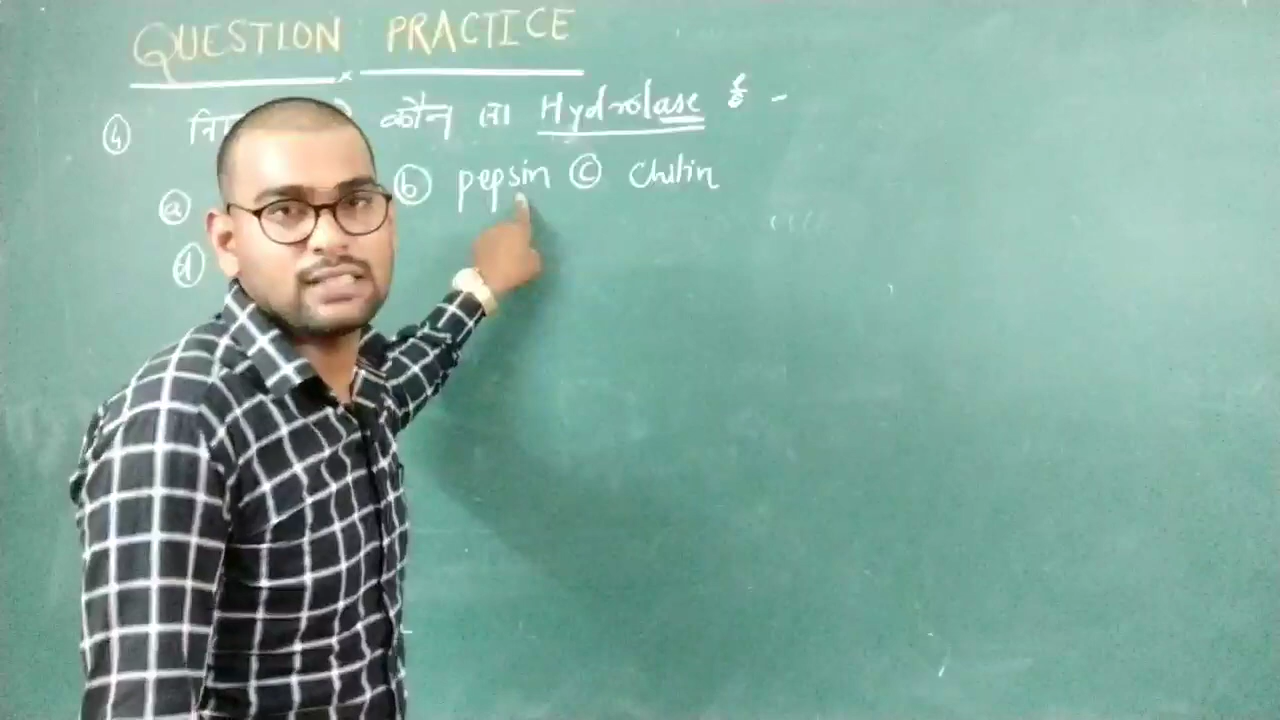 QUESTION PRACTICE
④ कौन सा Hydrolase है -
ⓐ ⓑ pepsin ⓒ chitin
ⓓ